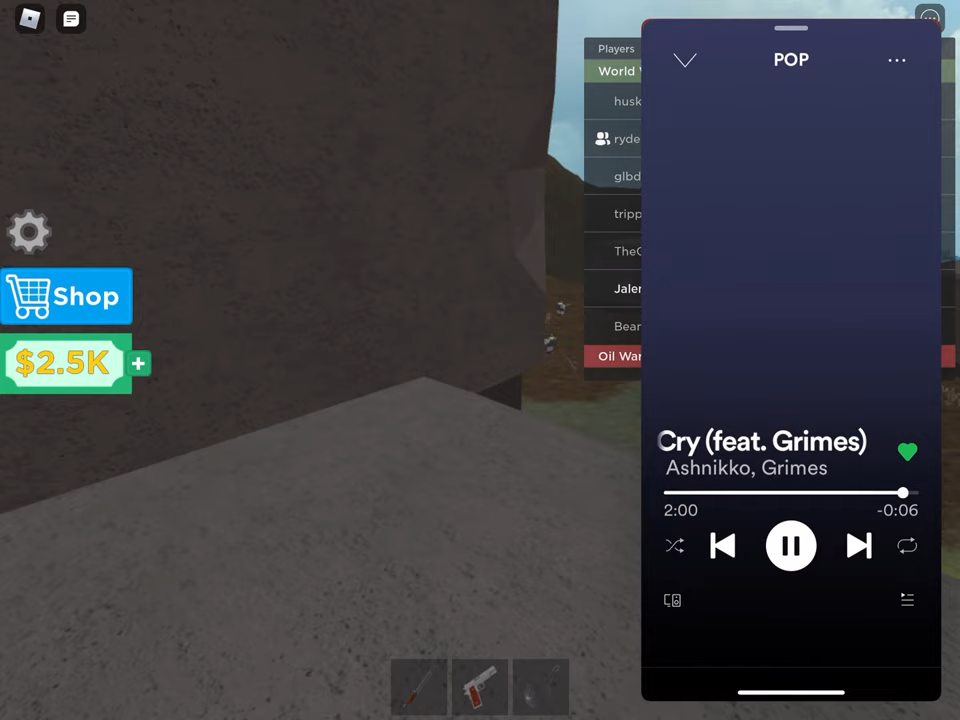 Players
World
husk
ryde
glbd
tripp
Jaler
Bear
Oil War
Shop
$2.5K
+
POP
Cry (feat. Grimes)
Ashnikko, Grimes
2:00
-0:06